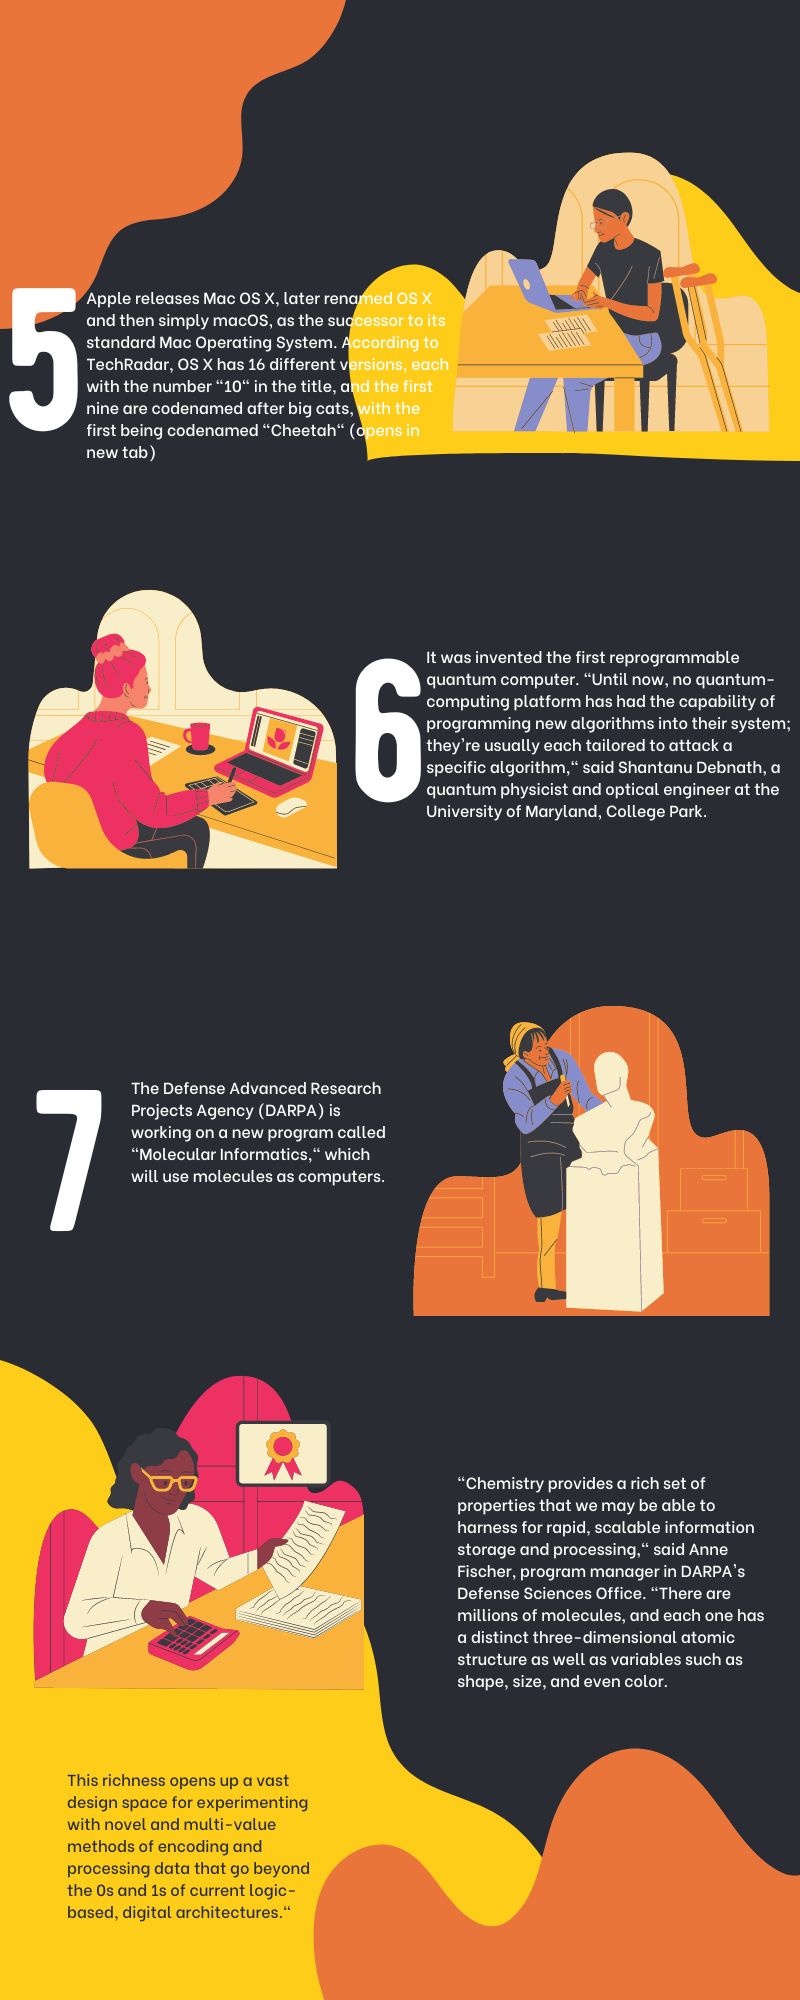 5
Apple releases Mac OS X, later renamed OS X
and then simply macOS, as the successor to its
standard Mac Operating System. According to
TechRadar, OS X has 16 different versions, each
with the number “10“ in the title, and the first
nine are codenamed after big cats, with the
first being codenamed “Cheetah“ (opens in
new tab)
6
It was invented the first reprogrammable
quantum computer. “Until now, no quantum-
computing platform has had the capability of
programming new algorithms into their system;
they’re usually each tailored to attack a
specific algorithm,“ said Shantanu Debnath, a
quantum physicist and optical engineer at the
University of Maryland, College Park.
7
The Defense Advanced Research
Projects Agency (DARPA) is
working on a new program called
“Molecular Informatics,“ which
will use molecules as computers.
“Chemistry provides a rich set of
properties that we may be able to
harness for rapid, scalable information
storage and processing,“ said Anne
Fischer, program manager in DARPA’s
Defense Sciences Office. “There are
millions of molecules, and each one has
a distinct three-dimensional atomic
structure as well as variables such as
shape, size, and even color.
This richness opens up a vast
design space for experimenting
with novel and multi-value
methods of encoding and
processing data that go beyond
the 0s and 1s of current logic-
based, digital architectures.“